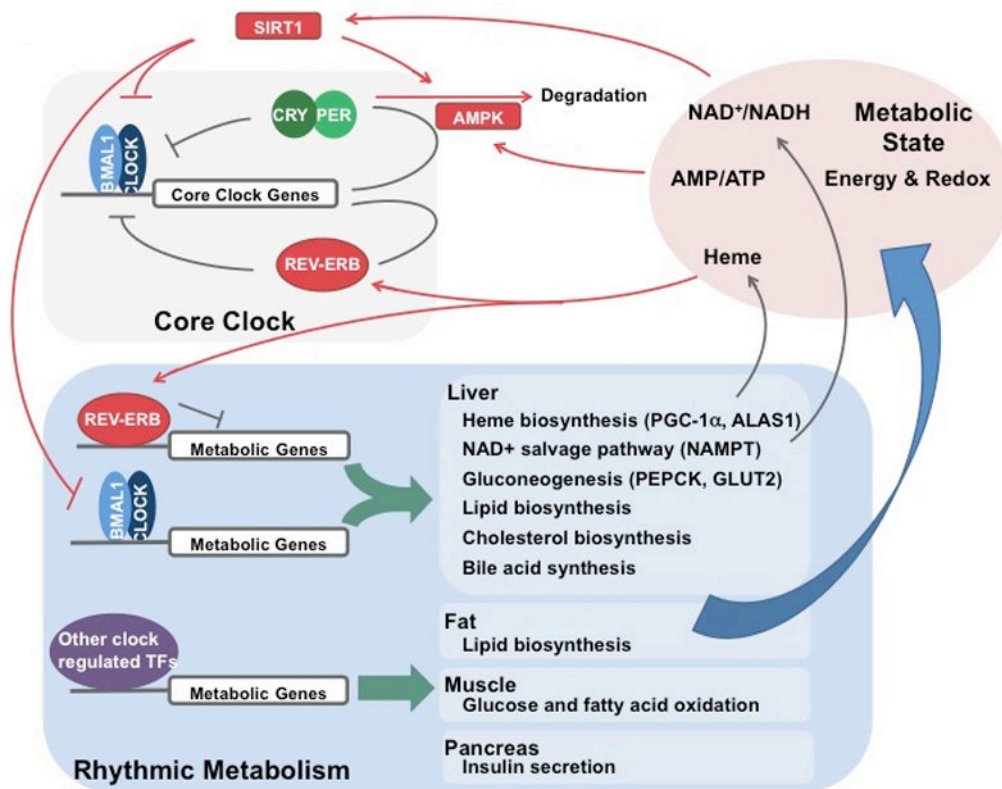 SIRT1
CRY PER
Degradation
AMPK
BMAL1
CLOCK
Core Clock Genes
REV-ERB
Core Clock
NAD⁺/NADH
Metabolic
State
AMP/ATP
Energy & Redox
Heme
REV-ERB
Metabolic Genes
BMAL1
CLOCK
Metabolic Genes
Other clock
regulated TFs
Metabolic Genes
Rhythmic Metabolism
Liver
Heme biosynthesis (PGC-1α, ALAS1)
NAD+ salvage pathway (NAMPT)
Gluconeogenesis (PEPCK, GLUT2)
Lipid biosynthesis
Cholesterol biosynthesis
Bile acid synthesis
Fat
Lipid biosynthesis
Muscle
Glucose and fatty acid oxidation
Pancreas
Insulin secretion